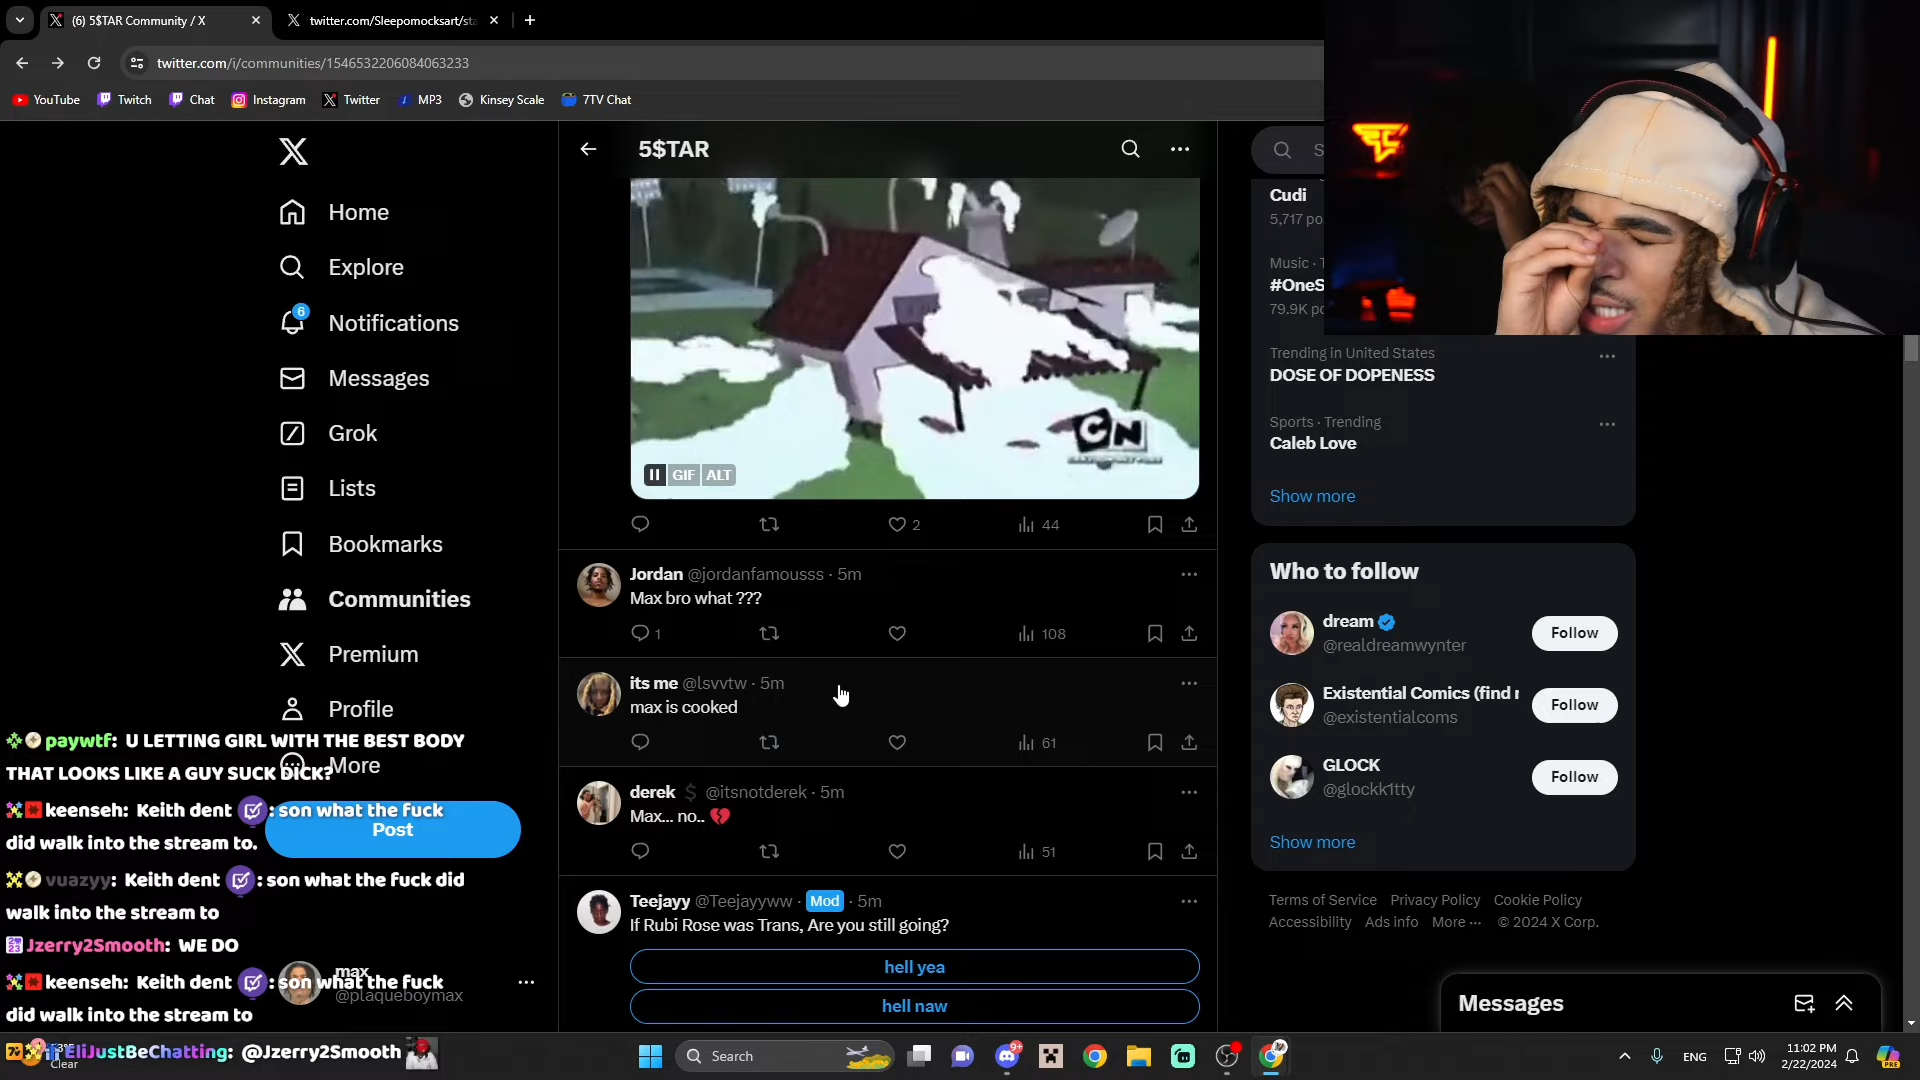 (6) 5$TAR Community / X
twitter.com/Sleepomocksart/sta
twitter.com/i/communities/1546532206084063233
YouTube
Twitch
Chat
Instagram
Twitter
MP3
Kinsey Scale
7TV Chat
Home
Explore
6
Notifications
Messages
Grok
Lists
Bookmarks
Communities
Premium
Profile
More
Post
max
@plaqueboymax
5$TAR
CN
GIF
ALT
2
44
Jordan @jordanfamousss · 5m
Max bro what ???
1
108
its me @lsvvtw · 5m
max is cooked
61
derek $ @itsnotderek · 5m
Max... no.. 💔
51
Teejayy @Teejayyww · Mod · 5m
If Rubi Rose was Trans, Are you still going?
hell yea
hell naw
S
Cudi
5,717 po
Music · T
#OneS
79.9K po
Trending in United States
DOSE OF DOPENESS
Sports · Trending
Caleb Love
Show more
Who to follow
dream
@realdreamwynter
Follow
Existential Comics (find r
@existentialcoms
Follow
GLOCK
@glockk1tty
Follow
Show more
Terms of Service Privacy Policy Cookie Policy
Accessibility Ads info More ··· © 2024 X Corp.
Messages
paywtf: U LETTING GIRL WITH THE BEST BODY
THAT LOOKS LIKE A GUY SUCK DICK?
keenseh: Keith dent : son what the fuck
did walk into the stream to.
vuazyy: Keith dent : son what the fuck did
walk into the stream to
Jzerry2Smooth: WE DO
keenseh: Keith dent : son what the fuck
did walk into the stream to
EliJustBeChatting: @Jzerry2Smooth
Clear
Search
9+
ENG
11:02 PM
2/22/2024
PRE